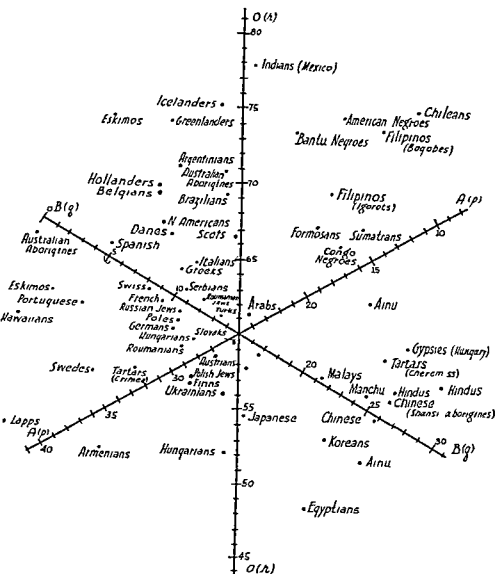 O(r)
80
Indians (Mexico)
Icelanders
75
Eskimos
Greenlanders
American Negroes
Chileans
Bantu Negroes
Filipinos
(Bogobos)
Argentinians
Australian
Aborigines
70
Hollanders
Belgians
Brazilians
Filipinos
(Igorots)
A(p)
B(q)
10
N Americans
Danes
Scots
Formosans
Sumatrans
Australian
Aborigines
5
Spanish
65
Congo
Negroes
15
Italians
Greeks
Eskimos
Swiss
10
Serbians
20
Portuguese
French
Roumanian
Jews
Turks
Arabs
Ainu
Hawaiians
Russian Jews
Poles
Germans
Slovaks
Hungarians
Roumanians
Gypsies (Hungary)
Tartars
Swedes
Tartars
(Crimea)
30
Austrians
Polish Jews
Finns
Ukrainians
20
Malays
Manchu
Hindus
Hindus
Chinese
35
55
Japanese
Chinese
25
Lapps
A(p)
40
Armenians
Hungarians
Koreans
Ainu
30
B(q)
50
Egyptians
45
O(r)